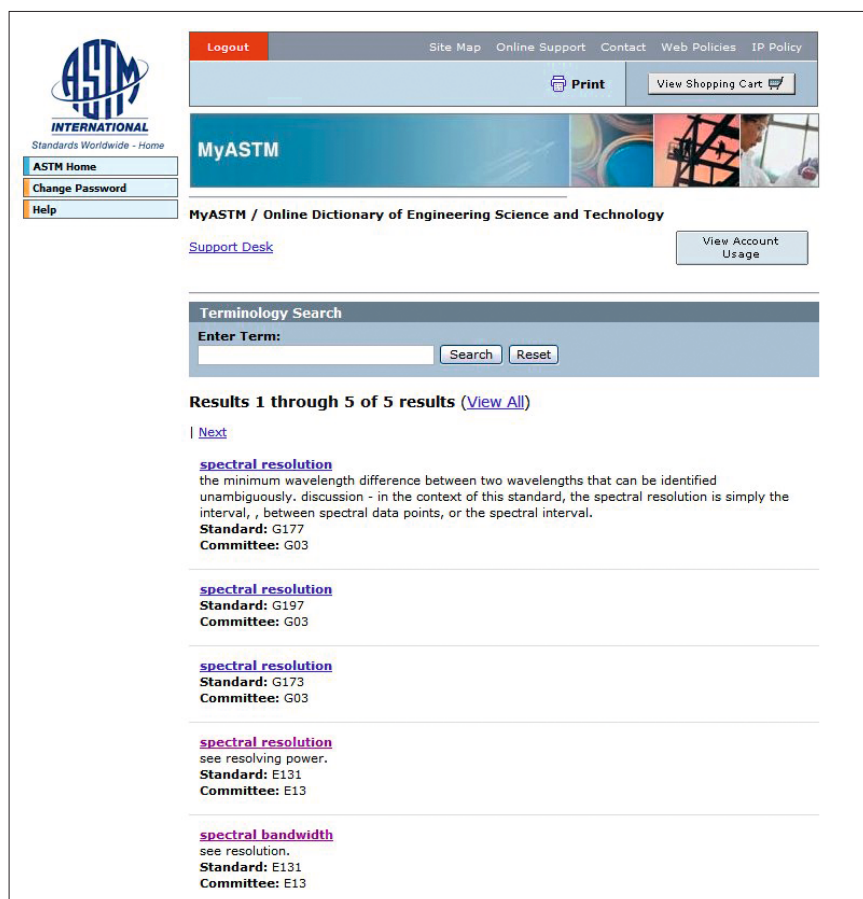 ASTM
INTERNATIONAL
Standards Worldwide - Home
ASTM Home
Change Password
Help
Logout
Site Map Online Support Contact Web Policies IP Policy
Print
View Shopping Cart
MyASTM
MyASTM / Online Dictionary of Engineering Science and Technology
Support Desk
View Account
Usage
Terminology Search
Enter Term:
Search Reset
Results 1 through 5 of 5 results (View All)
| Next
spectral resolution
the minimum wavelength difference between two wavelengths that can be identified
unambiguously. discussion - in the context of this standard, the spectral resolution is simply the
interval, , between spectral data points, or the spectral interval.
Standard: G177
Committee: G03
spectral resolution
Standard: G197
Committee: G03
spectral resolution
Standard: G173
Committee: G03
spectral resolution
see resolving power.
Standard: E131
Committee: E13
spectral bandwidth
see resolution.
Standard: E131
Committee: E13